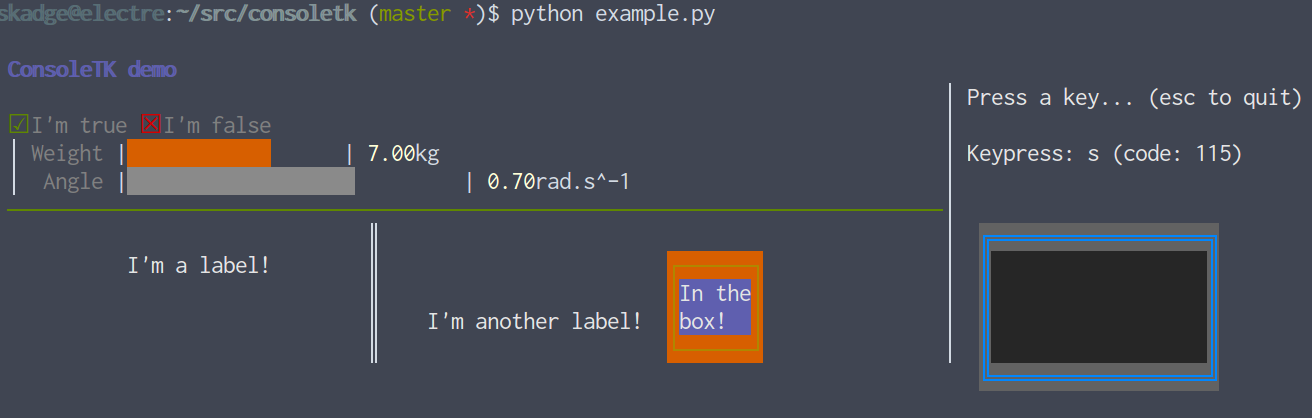 skadge@electre:~/src/consoletk (master *)$ python example.py
ConsoleTK demo
☑I'm true ☒I'm false
Weight | | 7.00kg
Angle | | 0.70rad.s^-1
Press a key... (esc to quit)
Keypress: s (code: 115)
I'm a label!
I'm another label!
In the
box!